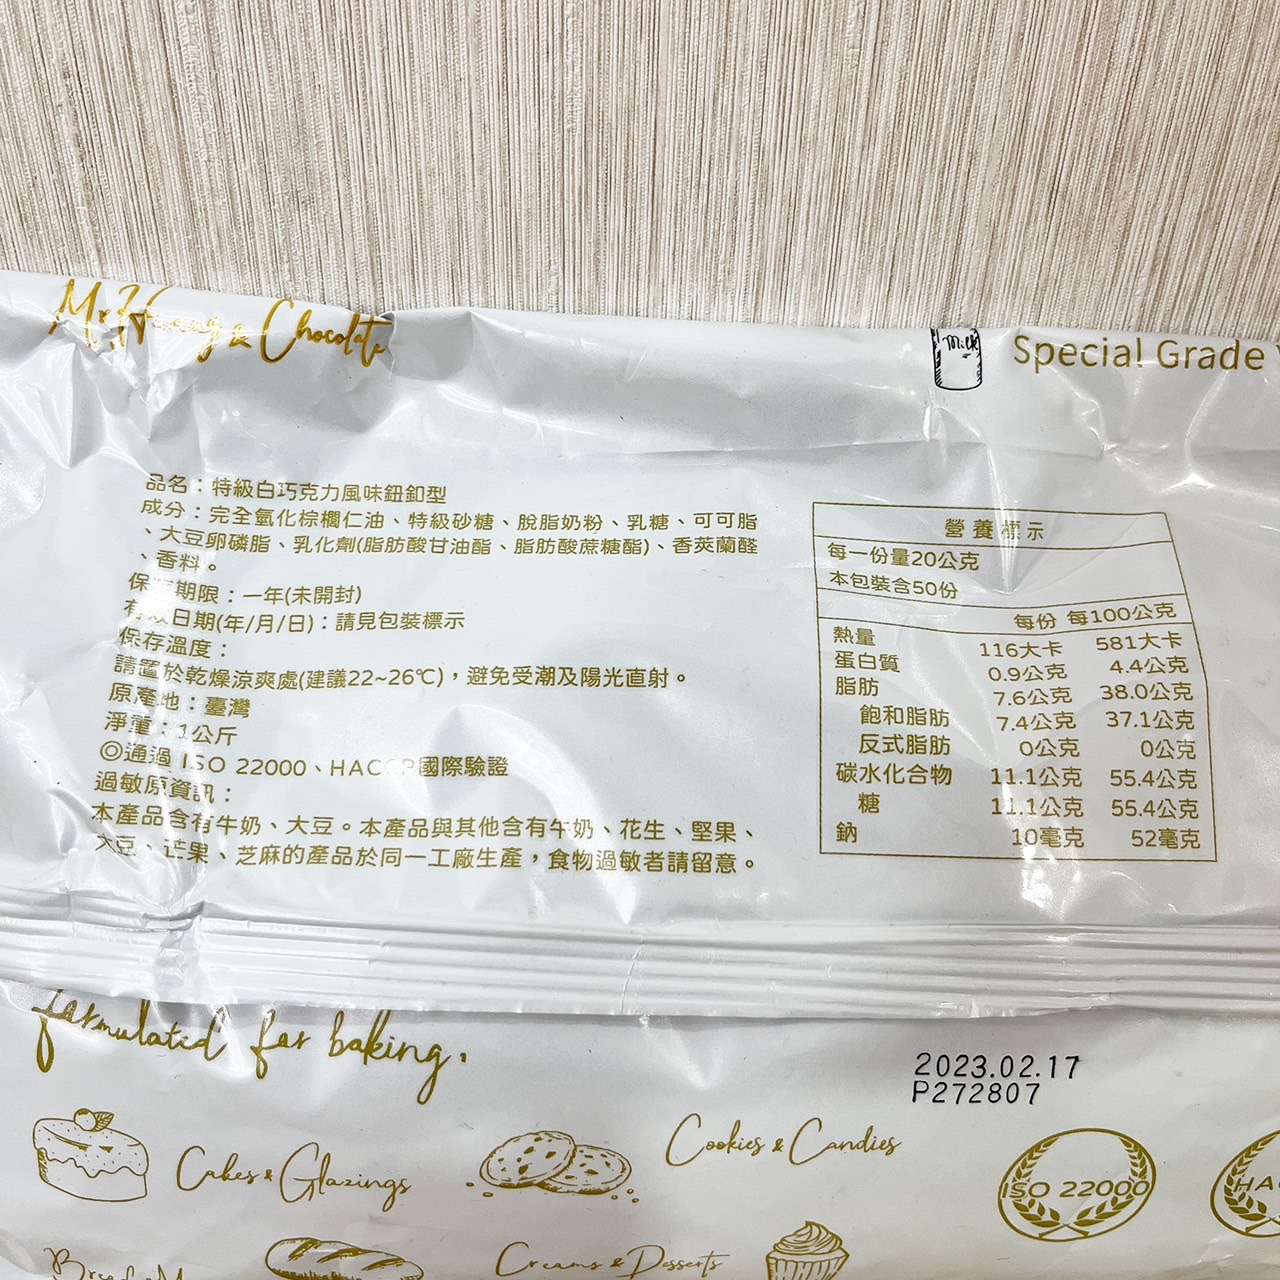 Mr. Huang & Chocolate
Milk
Special Grade
品名：特級白巧克力風味鈕釦型
成分：完全氫化棕櫚仁油、特級砂糖、脫脂奶粉、乳糖、可可脂
、大豆卵磷脂、乳化劑(脂肪酸甘油酯、脂肪酸蔗糖酯)、香莢蘭醛
、香料。
保存期限：一年(未開封)
有效日期(年/月/日)：請見包裝標示
保存溫度：
請置於乾燥涼爽處(建議22~26℃)，避免受潮及陽光直射。
原產地：臺灣
淨重：1公斤
◎通過 ISO 22000、HACCP國際驗證
過敏原資訊：
本產品含有牛奶、大豆。本產品與其他含有牛奶、花生、堅果、
大豆、芒果、芝麻的產品於同一工廠生產，食物過敏者請留意。
營養標示
每一份量20公克
本包裝含50份
每份 每100公克
熱量 116大卡 581大卡
蛋白質 0.9公克 4.4公克
脂肪 7.6公克 38.0公克
飽和脂肪 7.4公克 37.1公克
反式脂肪 0公克 0公克
碳水化合物 11.1公克 55.4公克
糖 11.1公克 55.4公克
鈉 10毫克 52毫克
formulated for baking.
2023.02.17
P272807
Cakes & Glazings
Cookies & Candies
ISO 22000
HA
Creams & Desserts